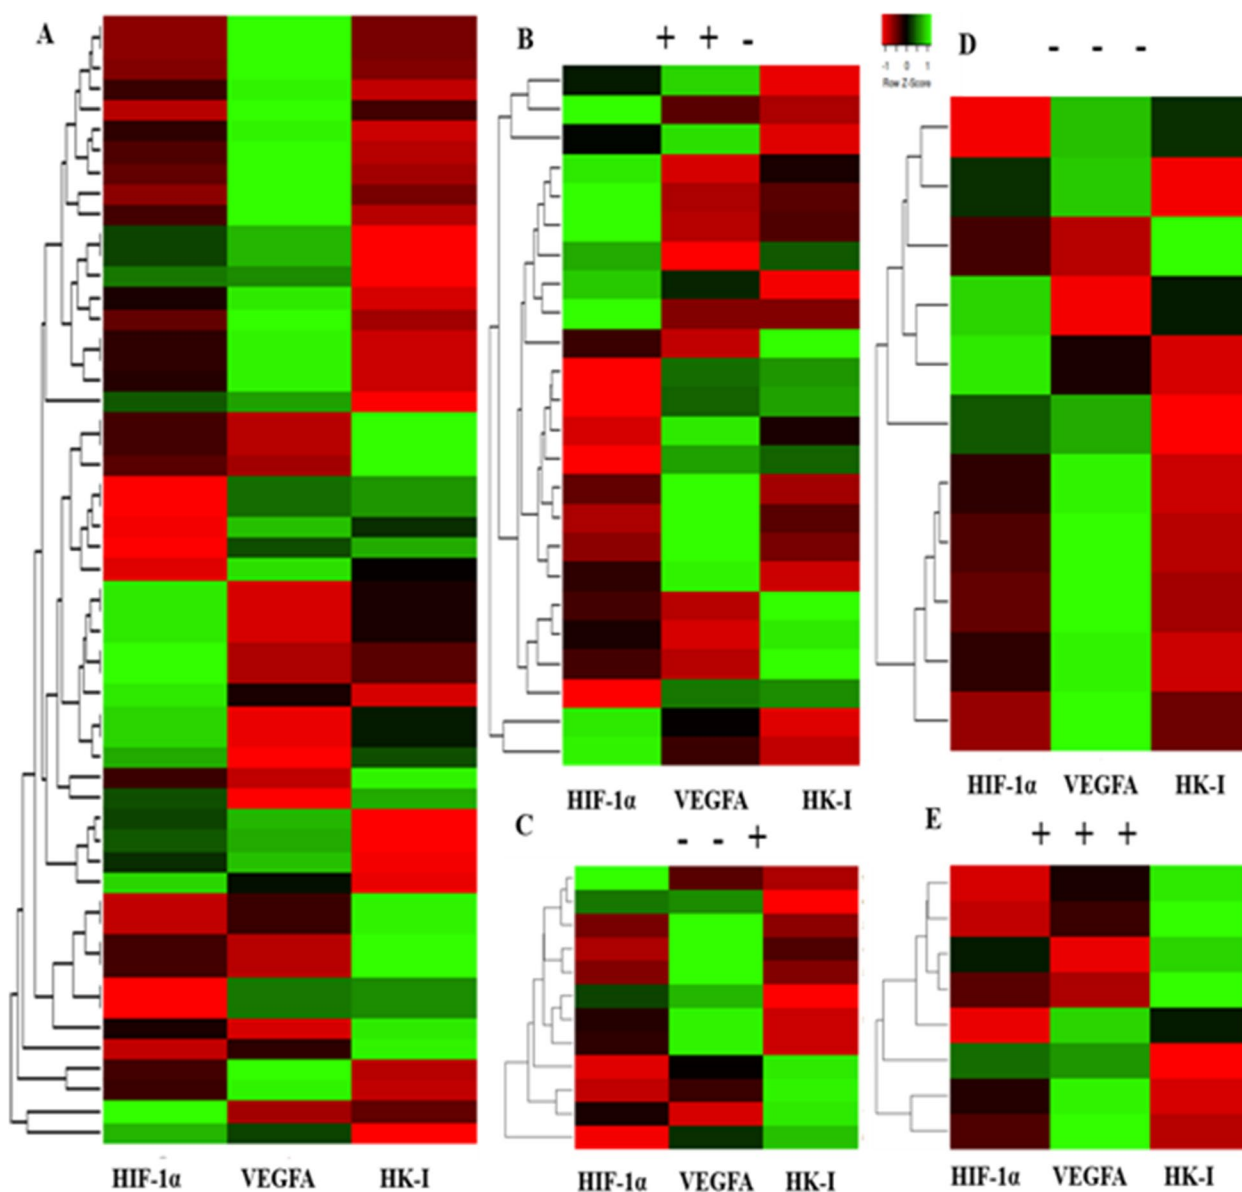 A
B
+ + -
-1 0 1
Row Z-Score
D
- - -
HIF-1α VEGFA HK-I
C
- - +
HIF-1α VEGFA HK-I
E
+ + +
HIF-1α VEGFA HK-I
HIF-1α VEGFA HK-I
HIF-1α VEGFA HK-I